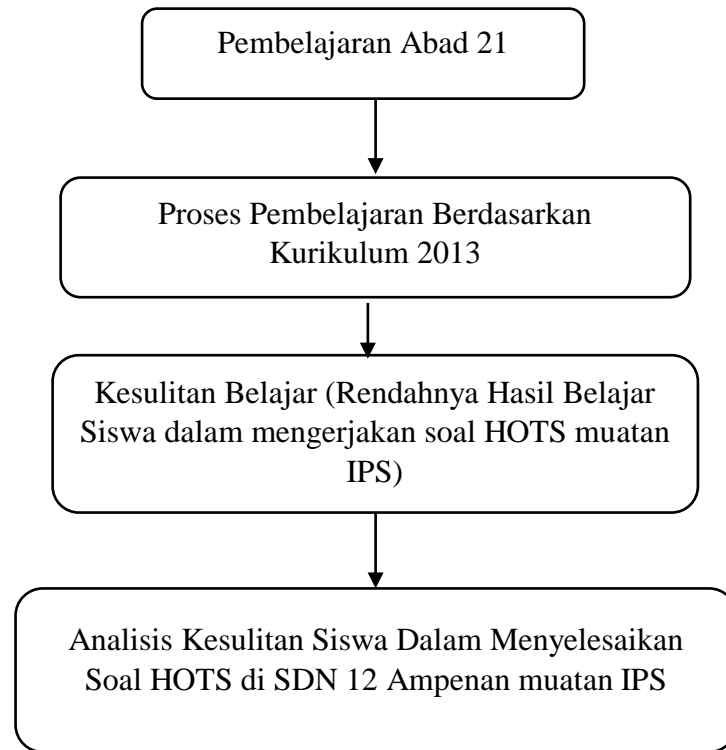 Pembelajaran Abad 21
Proses Pembelajaran Berdasarkan
Kurikulum 2013
Kesulitan Belajar (Rendahnya Hasil Belajar
Siswa dalam mengerjakan soal HOTS muatan
IPS)
Analisis Kesulitan Siswa Dalam Menyelesaikan
Soal HOTS di SDN 12 Ampenan muatan IPS